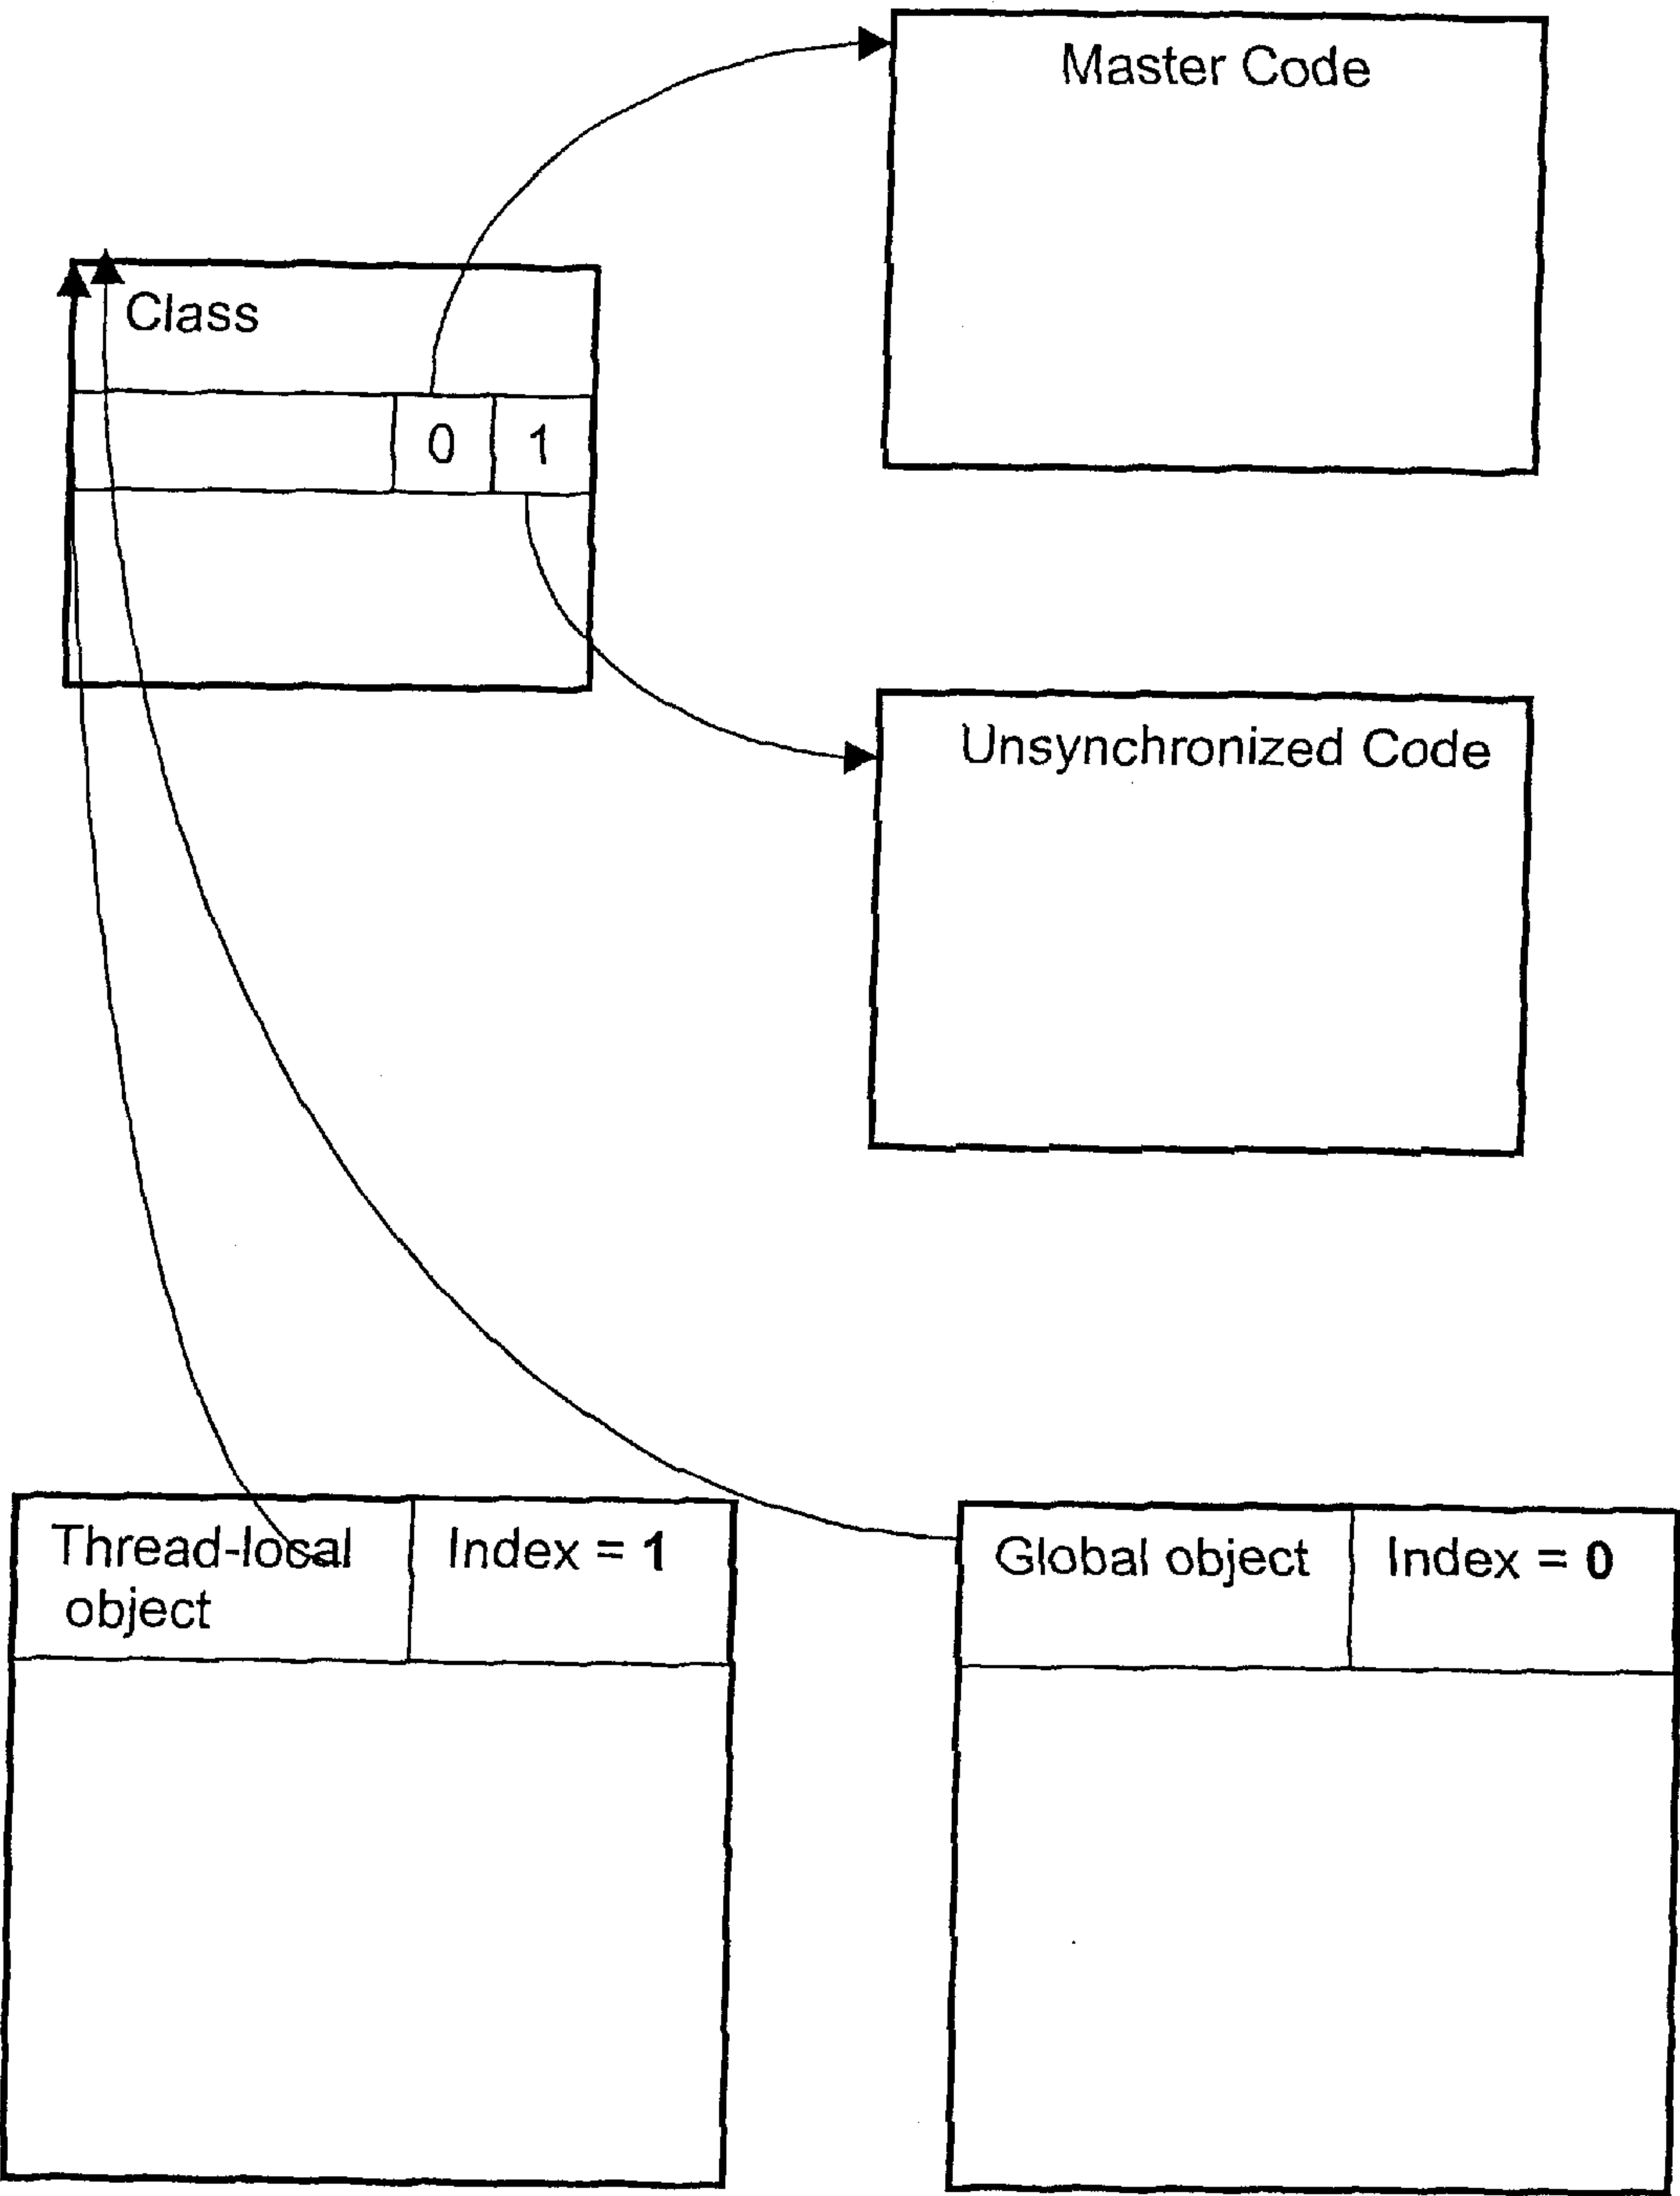 Master Code
Class
0
1
Unsynchronized Code
Thread-local
object
Index = 1
Global object
Index = 0